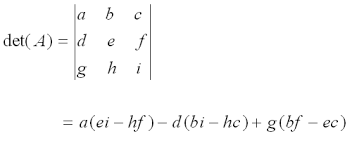 det(A) = |a b c
d e f
g h i|
= a(ei − hf) − d(bi − hc) + g(bf − ec)